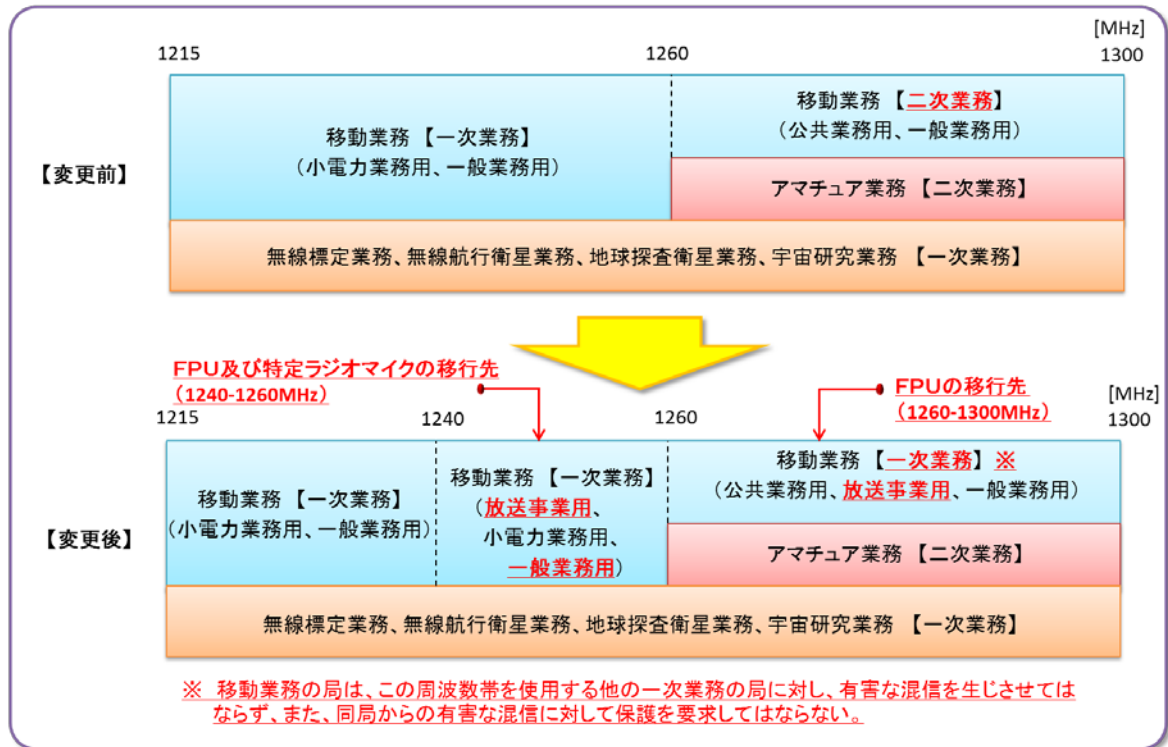 [MHz]
1215 1260 1300
【変更前】
移動業務 【一次業務】
（小電力業務用、一般業務用）
移動業務 【二次業務】
（公共業務用、一般業務用）
アマチュア業務 【二次業務】
無線標定業務、無線航行衛星業務、地球探査衛星業務、宇宙研究業務 【一次業務】
FPU及び特定ラジオマイクの移行先
（1240-1260MHz）
FPUの移行先
（1260-1300MHz）
[MHz]
1215 1240 1260 1300
【変更後】
移動業務 【一次業務】
（小電力業務用、一般業務用）
移動業務 【一次業務】
（放送事業用、
小電力業務用、
一般業務用）
移動業務 【一次業務】 ※
（公共業務用、放送事業用、一般業務用）
アマチュア業務 【二次業務】
無線標定業務、無線航行衛星業務、地球探査衛星業務、宇宙研究業務 【一次業務】
※ 移動業務の局は、この周波数帯を使用する他の一次業務の局に対し、有害な混信を生じさせては
ならず、また、同局からの有害な混信に対して保護を要求してはならない。